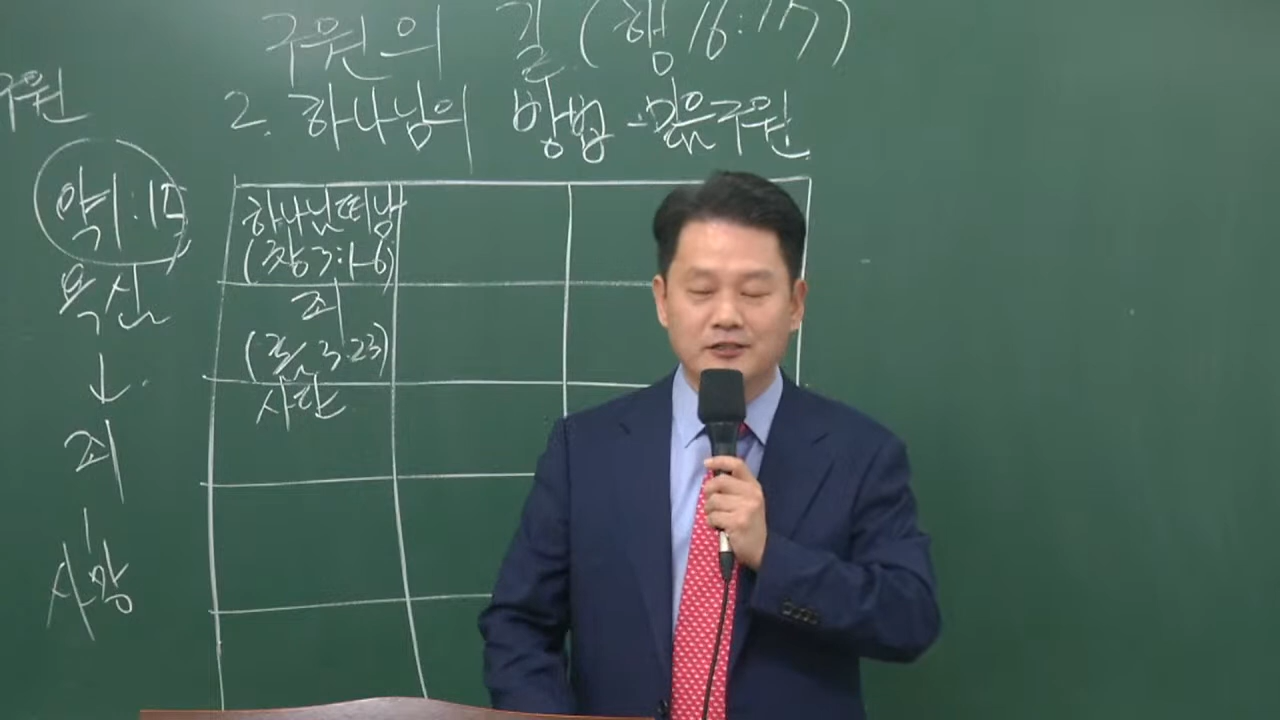 구원의 길 (행 16:17)
2. 하나님의 방법 - 믿음 구원
구원
약1:15
욕심
↓
죄
사망
하나님 떠남
(창3:1-6)
죄
(롬 3:23)
사탄